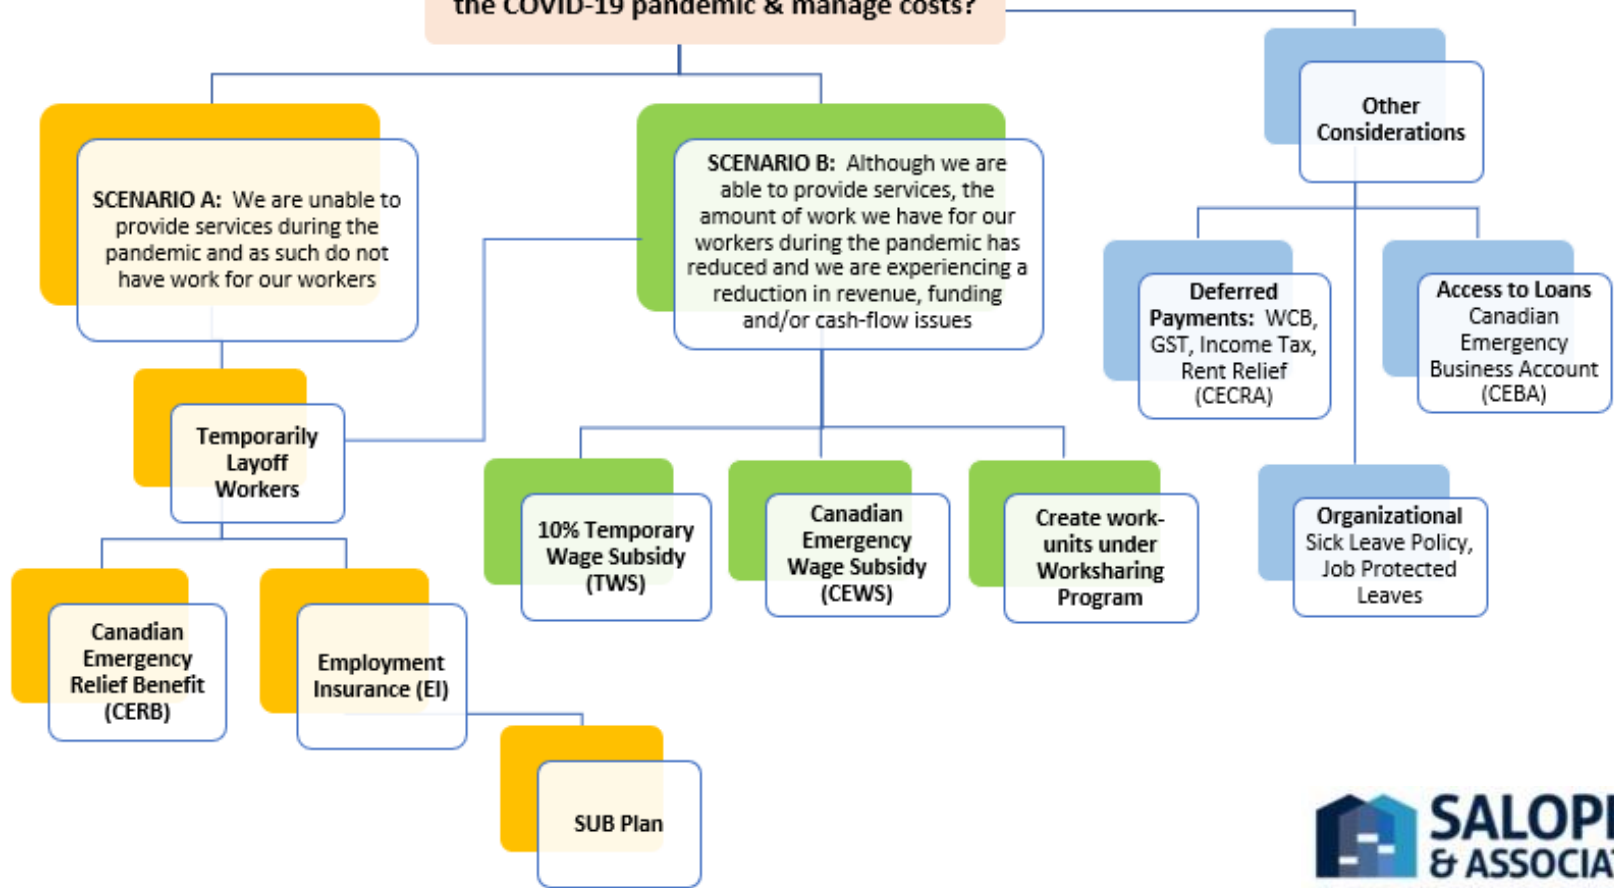 the COVID-19 pandemic & manage costs?
Other
Considerations
SCENARIO A: We are unable to
provide services during the
pandemic and as such do not
have work for our workers
SCENARIO B: Although we are
able to provide services, the
amount of work we have for our
workers during the pandemic has
reduced and we are experiencing a
reduction in revenue, funding
and/or cash-flow issues
Deferred
Payments: WCB,
GST, Income Tax,
Rent Relief
(CECRA)
Access to Loans
Canadian
Emergency
Business Account
(CEBA)
Temporarily
Layoff
Workers
10% Temporary
Wage Subsidy
(TWS)
Canadian
Emergency
Wage Subsidy
(CEWS)
Create work-
units under
Worksharing
Program
Organizational
Sick Leave Policy,
Job Protected
Leaves
Canadian
Emergency
Relief Benefit
(CERB)
Employment
Insurance (EI)
SUB Plan
&